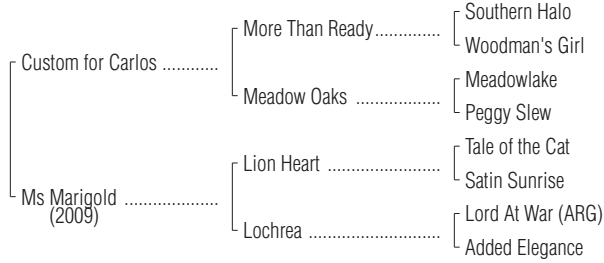 Southern Halo
More Than Ready..............
Woodman's Girl
Custom for Carlos ............
Meadowlake
Meadow Oaks ..................
Peggy Slew
Tale of the Cat
Lion Heart ......................
Satin Sunrise
Ms Marigold ....................
(2009)
Lord At War (ARG)
Lochrea ..........................
Added Elegance